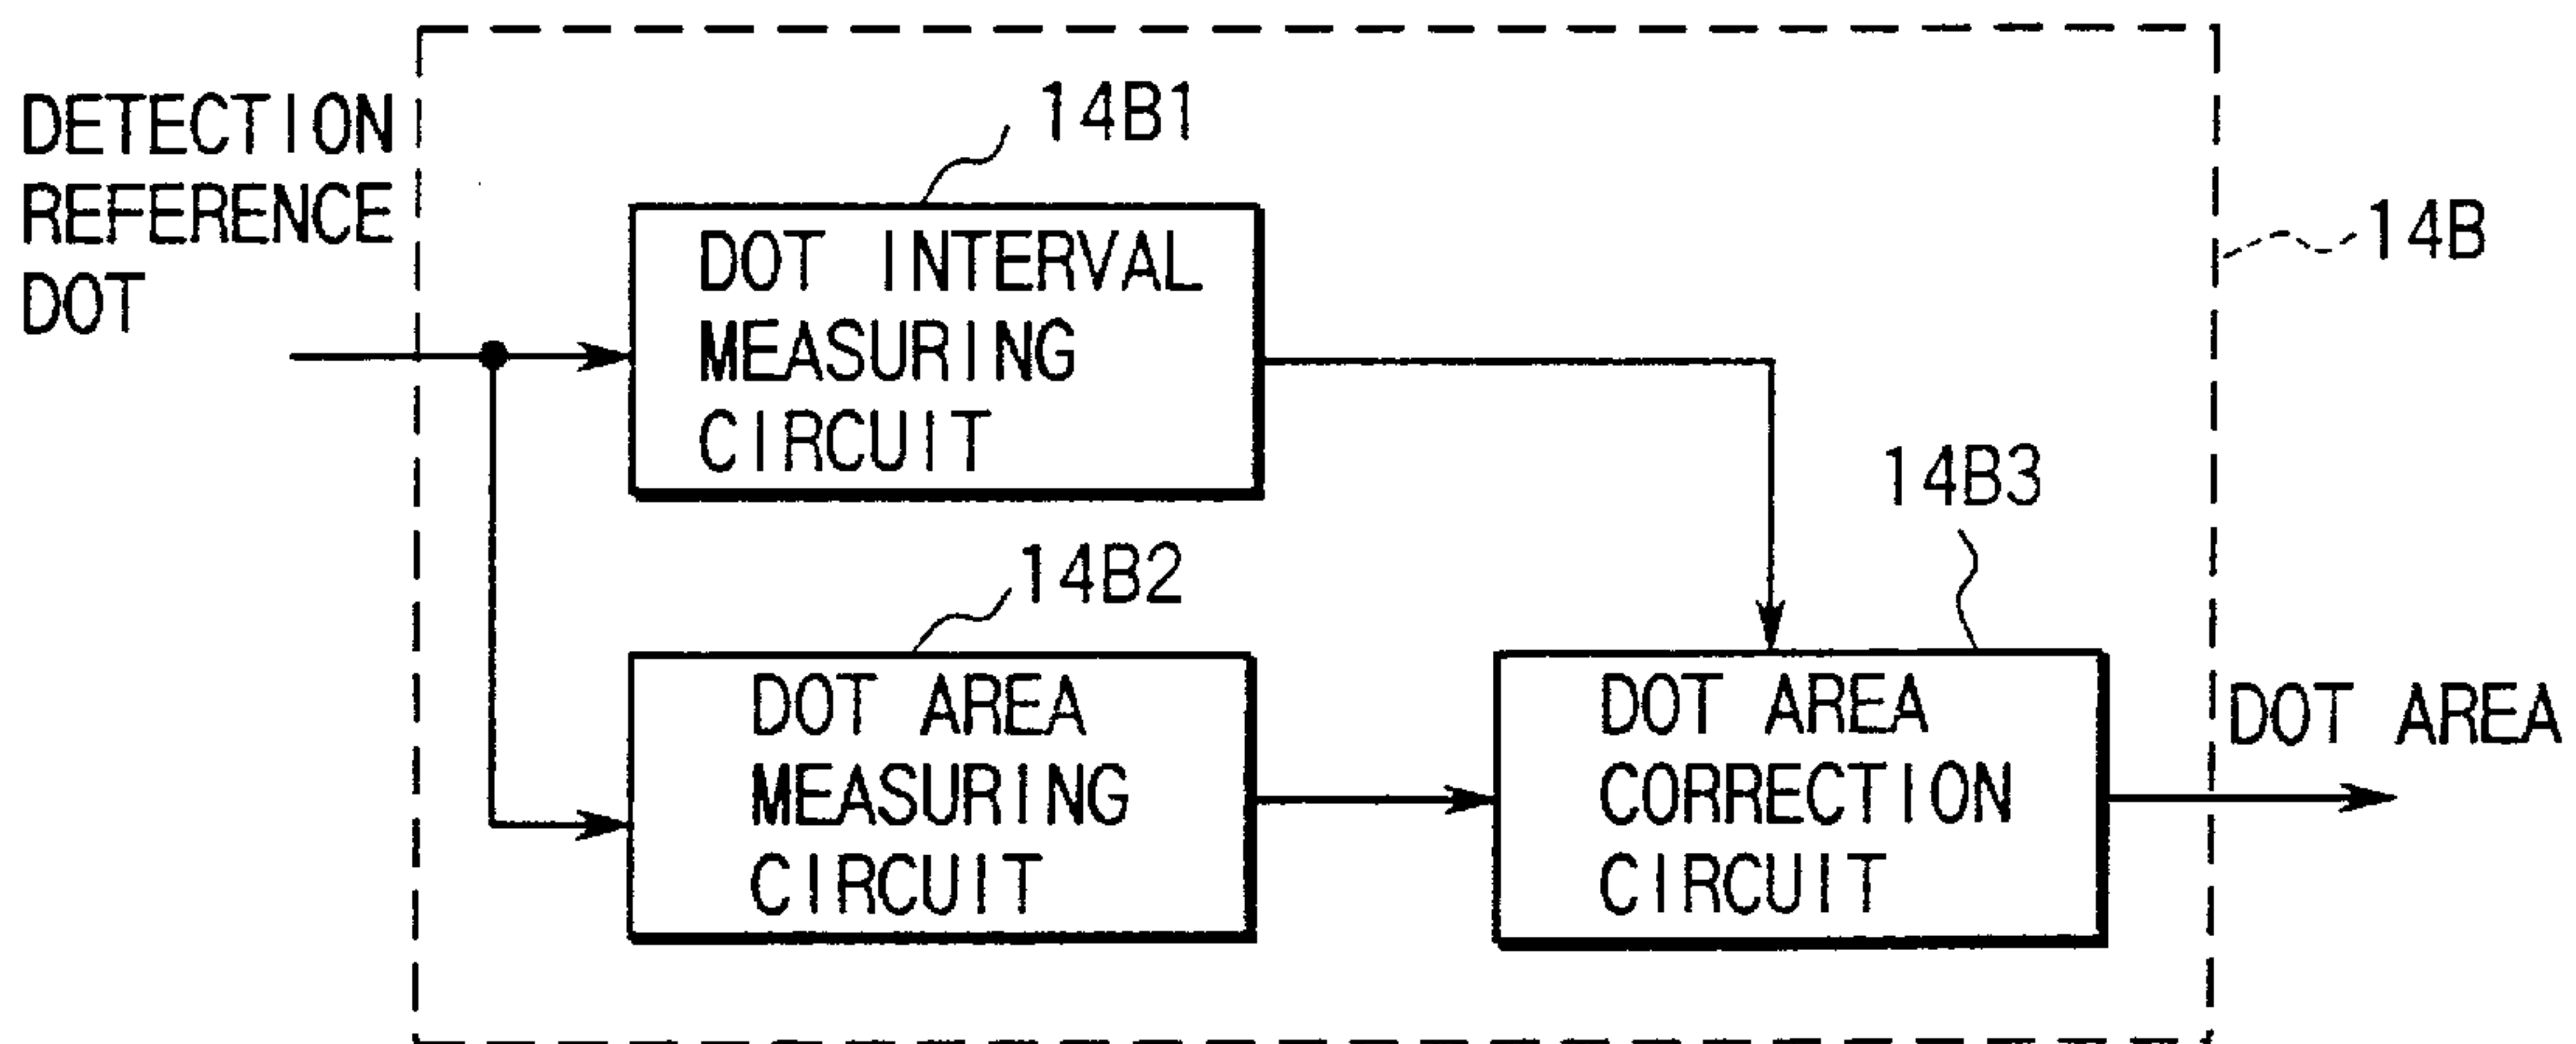 DETECTION
REFERENCE
DOT
14B1
DOT INTERVAL
MEASURING
CIRCUIT
14B
14B2
DOT AREA
MEASURING
CIRCUIT
14B3
DOT AREA
CORRECTION
CIRCUIT
DOT AREA